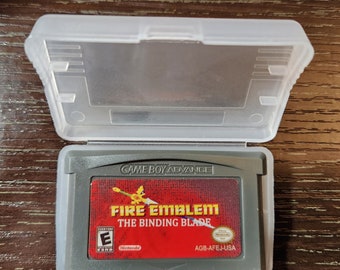 GAME BOY ADVANCE
FIRE EMBLEM
THE BINDING BLADE
E
Nintendo
AGB-AFEJ-USA